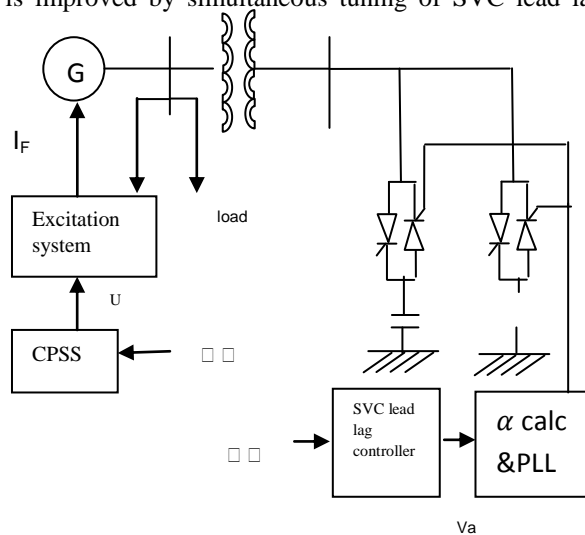 is improved by simultaneous tuning of SVC lead la
G
I_F
Excitation
system
load
U
CPSS
SVC lead
lag
controller
α calc
&PLL
Va